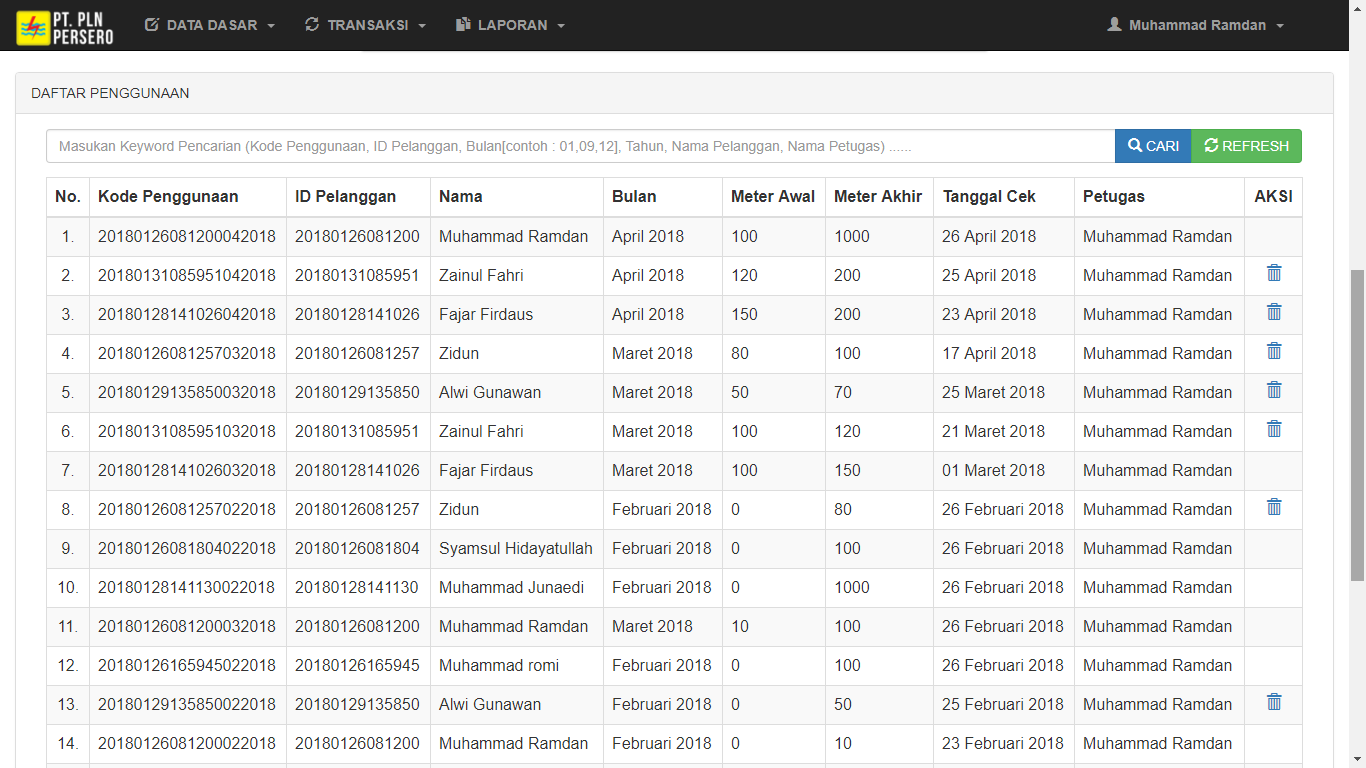 PT. PLN PERSERO DATA DASAR TRANSAKSI LAPORAN Muhammad Ramdan
DAFTAR PENGGUNAAN
Masukan Keyword Pencarian (Kode Penggunaan, ID Pelanggan, Bulan[contoh : 01,09,12], Tahun, Nama Pelanggan, Nama Petugas) ...... CARI REFRESH
No. Kode Penggunaan ID Pelanggan Nama Bulan Meter Awal Meter Akhir Tanggal Cek Petugas AKSI
1. 20180126081200042018 20180126081200 Muhammad Ramdan April 2018 100 1000 26 April 2018 Muhammad Ramdan
2. 20180131085951042018 20180131085951 Zainul Fahri April 2018 120 200 25 April 2018 Muhammad Ramdan
3. 20180128141026042018 20180128141026 Fajar Firdaus April 2018 150 200 23 April 2018 Muhammad Ramdan
4. 20180126081257032018 20180126081257 Zidun Maret 2018 80 100 17 April 2018 Muhammad Ramdan
5. 20180129135850032018 20180129135850 Alwi Gunawan Maret 2018 50 70 25 Maret 2018 Muhammad Ramdan
6. 20180131085951032018 20180131085951 Zainul Fahri Maret 2018 100 120 21 Maret 2018 Muhammad Ramdan
7. 20180128141026032018 20180128141026 Fajar Firdaus Maret 2018 100 150 01 Maret 2018 Muhammad Ramdan
8. 20180126081257022018 20180126081257 Zidun Februari 2018 0 80 26 Februari 2018 Muhammad Ramdan
9. 20180126081804022018 20180126081804 Syamsul Hidayatullah Februari 2018 0 100 26 Februari 2018 Muhammad Ramdan
10. 20180128141130022018 20180128141130 Muhammad Junaedi Februari 2018 0 1000 26 Februari 2018 Muhammad Ramdan
11. 20180126081200032018 20180126081200 Muhammad Ramdan Maret 2018 10 100 26 Februari 2018 Muhammad Ramdan
12. 20180126165945022018 20180126165945 Muhammad romi Februari 2018 0 100 26 Februari 2018 Muhammad Ramdan
13. 20180129135850022018 20180129135850 Alwi Gunawan Februari 2018 0 50 25 Februari 2018 Muhammad Ramdan
14. 20180126081200022018 20180126081200 Muhammad Ramdan Februari 2018 0 10 23 Februari 2018 Muhammad Ramdan